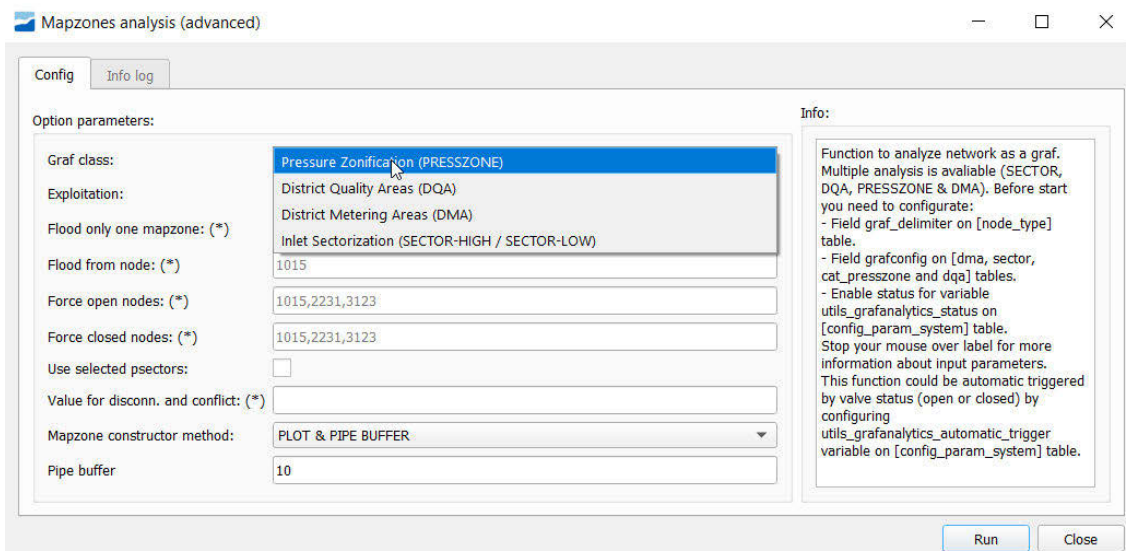 Mapzones analysis (advanced)
Config
Info log
Option parameters:
Graf class:
Pressure Zonification (PRESSZONE)
Exploitation:
District Quality Areas (DQA)
District Metering Areas (DMA)
Flood only one mapzone: (*)
Inlet Sectorization (SECTOR-HIGH / SECTOR-LOW)
Flood from node: (*)
1015
Force open nodes: (*)
1015,2231,3123
Force closed nodes: (*)
1015,2231,3123
Use selected psectors:
Value for disconn. and conflict: (*)
Mapzone constructor method:
PLOT & PIPE BUFFER
Pipe buffer
10
Info:
Function to analyze network as a graf.
Multiple analysis is avaliable (SECTOR,
DQA, PRESSZONE & DMA). Before start
you need to configurate:
- Field graf_delimiter on [node_type]
table.
- Field grafconfig on [dma, sector,
cat_presszone and dqa] tables.
- Enable status for variable
utils_grafanalytics_status on
[config_param_system] table.
Stop your mouse over label for more
information about input parameters.
This function could be automatic triggered
by valve status (open or closed) by
configuring
utils_grafanalytics_automatic_trigger
variable on [config_param_system] table.
Run
Close